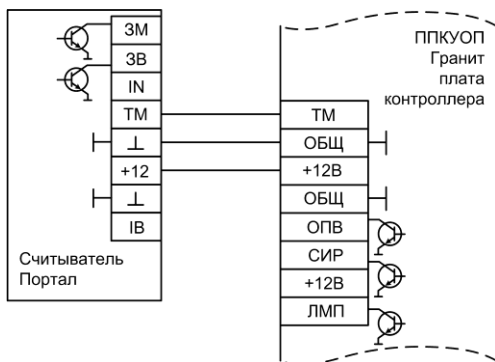 ЗМ
ЗВ
IN
ТМ
⊥
+12
⊥
IB
Считыватель
Портал
ППКУОП
Гранит
плата
контроллера
ТМ
ОБЩ
+12В
ОБЩ
ОПВ
СИР
+12В
ЛМП